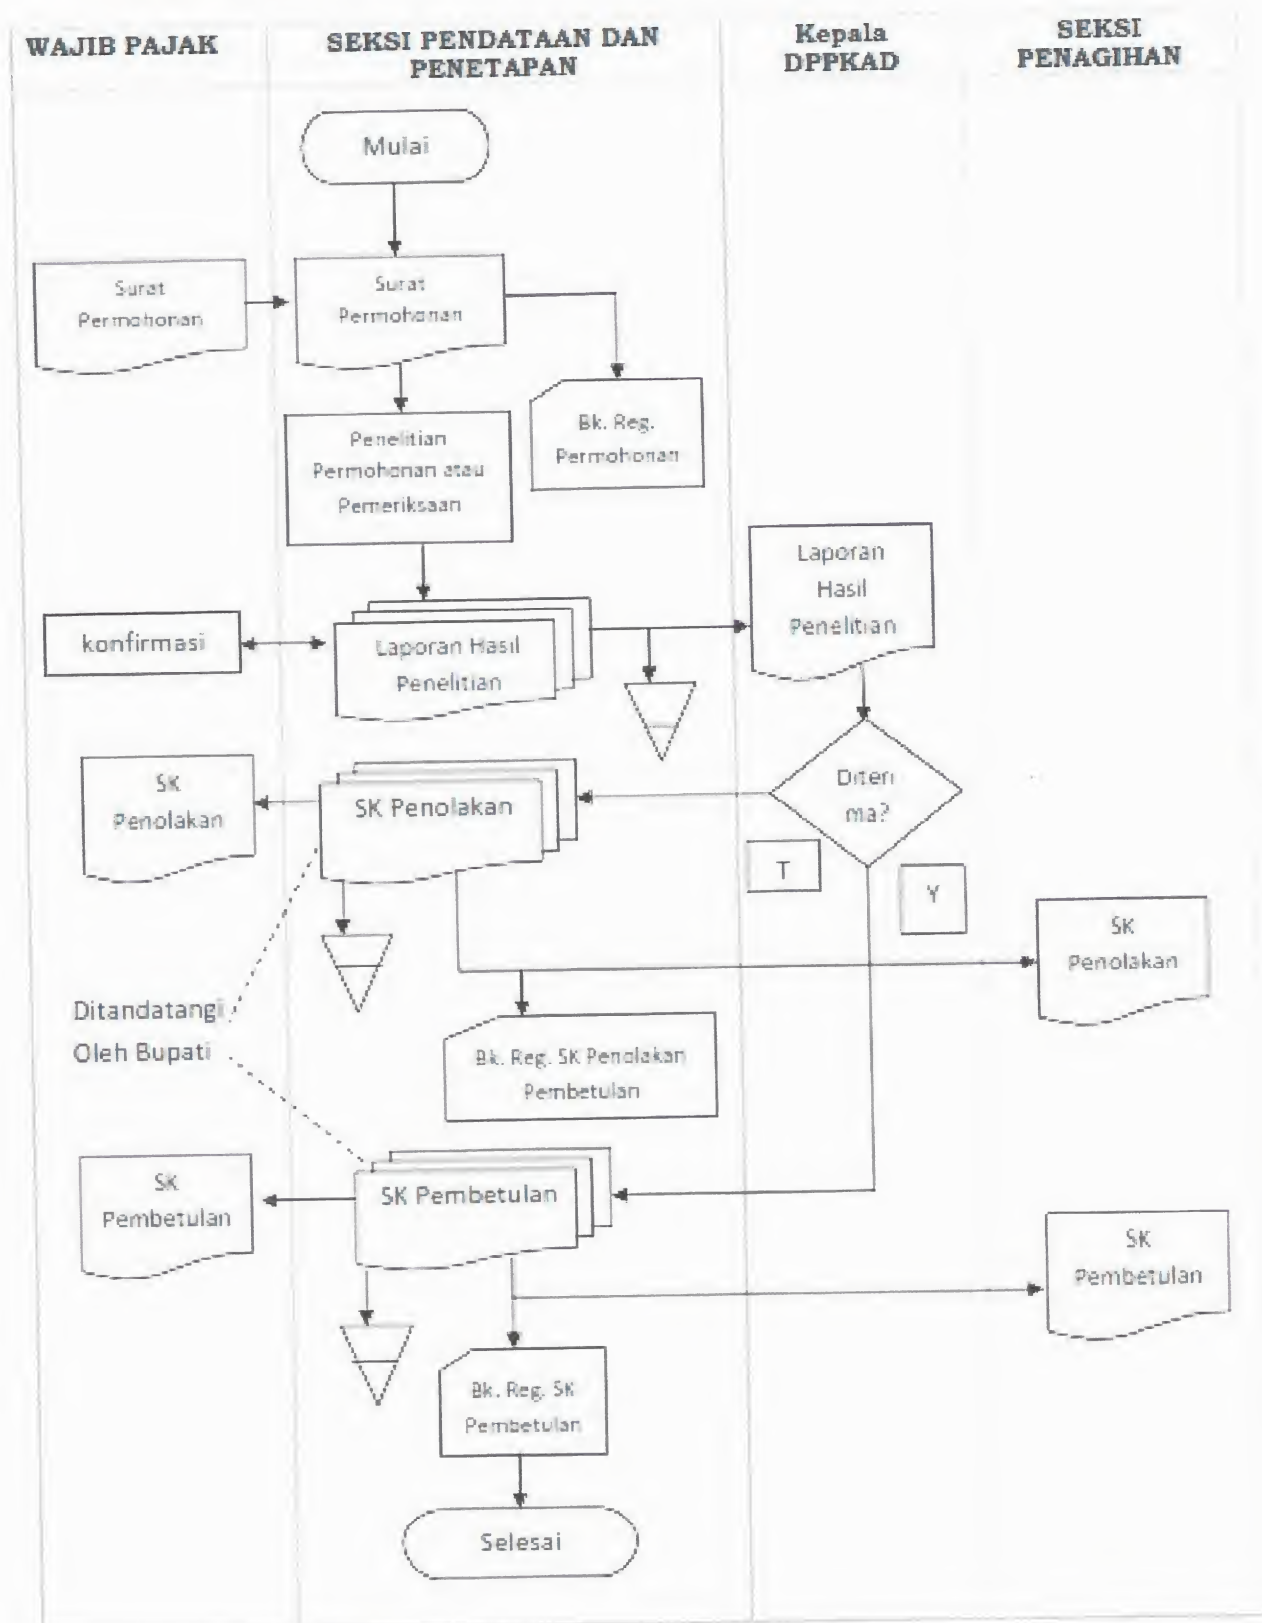 WAJIB PAJAK
SEKSI PENDATAAN DAN
PENETAPAN
Kepala
DPPKAD
SEKSI
PENAGIHAN
Mulai
Surat
Permohonan
Surat
Permohonan
Bk. Reg.
Permohonan
Penelitian
Permohonan atau
Pemeriksaan
Laporan
Hasil
Penelitian
konfirmasi
Laporan Hasil
Penelitian
SK
Penolakan
SK Penolakan
Diteri
ma?
T
Y
SK
Penolakan
Ditandatangi
Oleh Bupati
Bk. Reg. SK Penolakan
Pembetulan
SK
Pembetulan
SK Pembetulan
SK
Pembetulan
Bk. Reg. SK
Pembetulan
Selesai